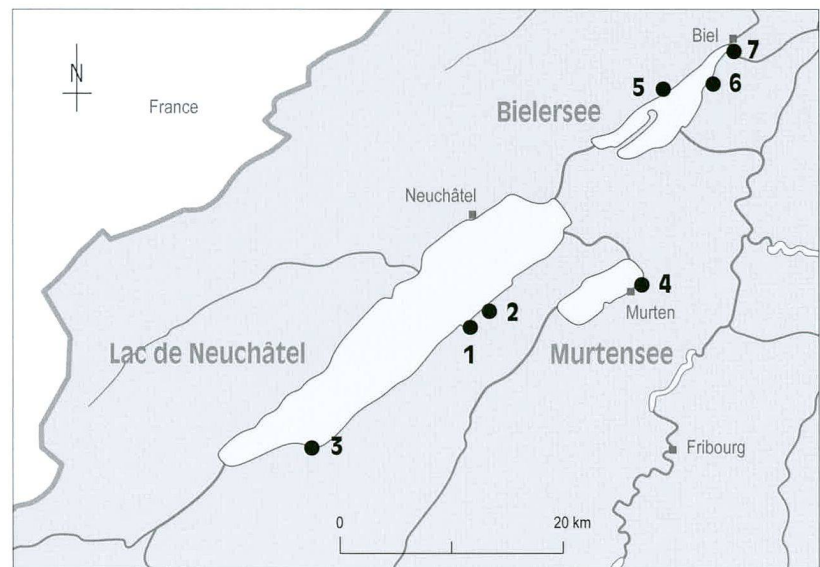 Biel
7
N
5
6
France
Bielersee
Neuchâtel
4
2
Murten
1
Lac de Neuchâtel
Murtensee
3
Fribourg
0
20 km